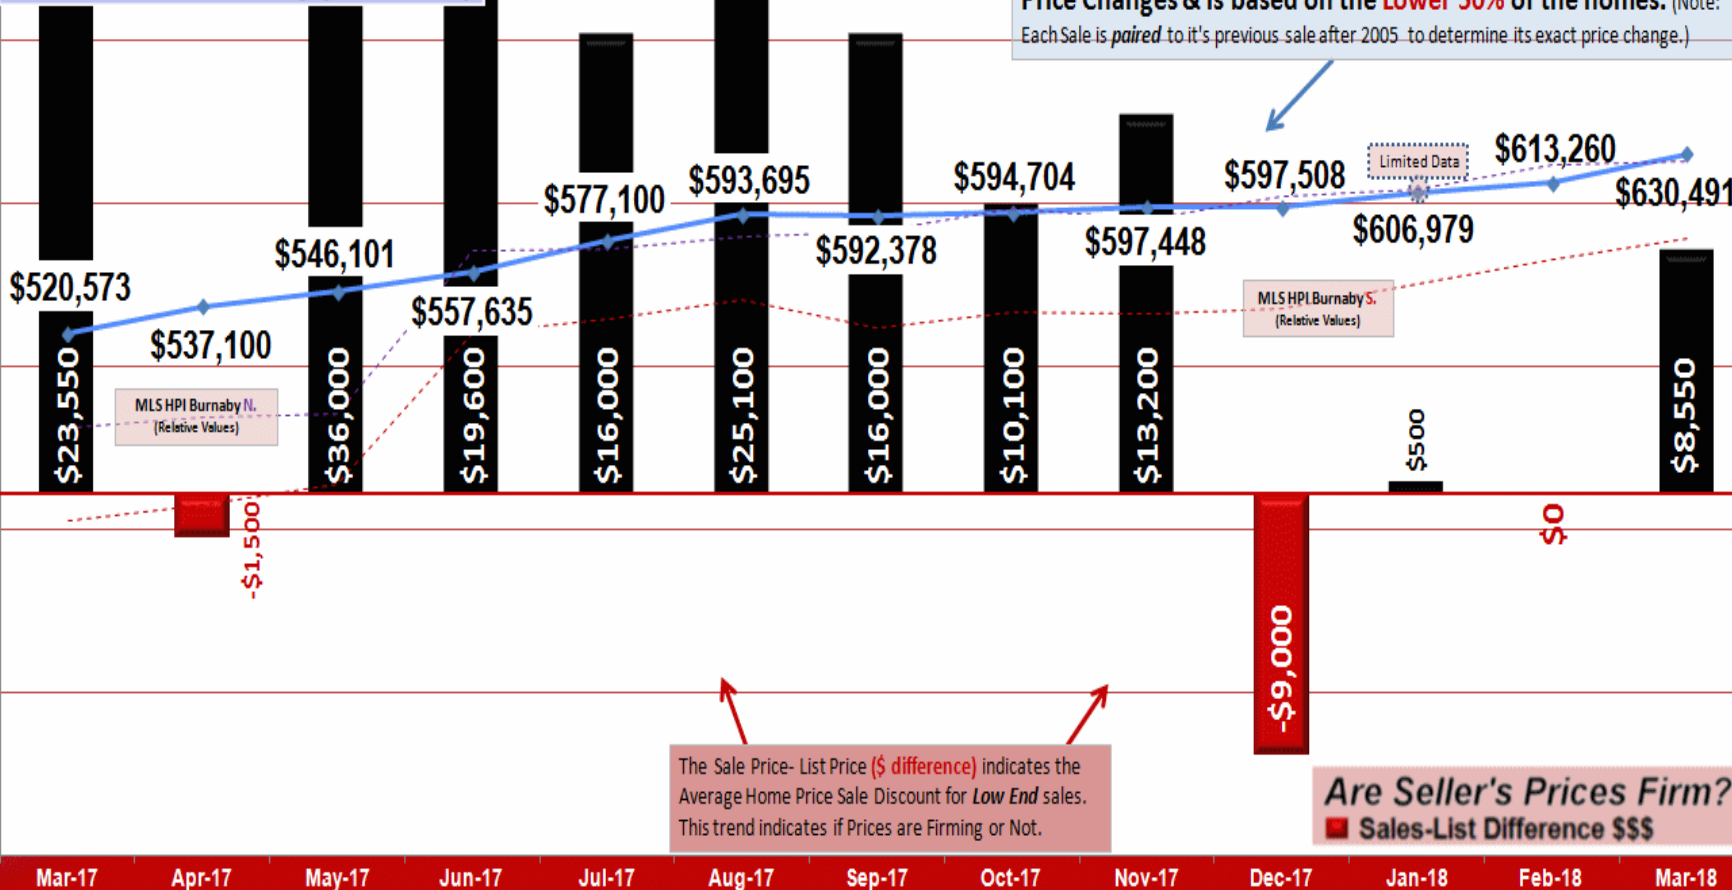 Price Changes & is based on the Lower 50% of the homes. (Note:
Each Sale is paired to it's previous sale after 2005 to determine its exact price change.)
$520,573
$537,100
$546,101
$557,635
$577,100
$593,695
$592,378
$594,704
$597,448
$597,508
Limited Data
$606,979
$613,260
$630,491
MLS HPI Burnaby N.
(Relative Values)
MLS HPI Burnaby S.
(Relative Values)
$23,550
-$1,500
$36,000
$19,600
$16,000
$25,100
$16,000
$10,100
$13,200
-$9,000
$500
$0
$8,550
The Sale Price- List Price ($ difference) indicates the
Average Home Price Sale Discount for Low End sales.
This trend indicates if Prices are Firming or Not.
Are Seller's Prices Firm?
Sales-List Difference $$$
Mar-17 Apr-17 May-17 Jun-17 Jul-17 Aug-17 Sep-17 Oct-17 Nov-17 Dec-17 Jan-18 Feb-18 Mar-18